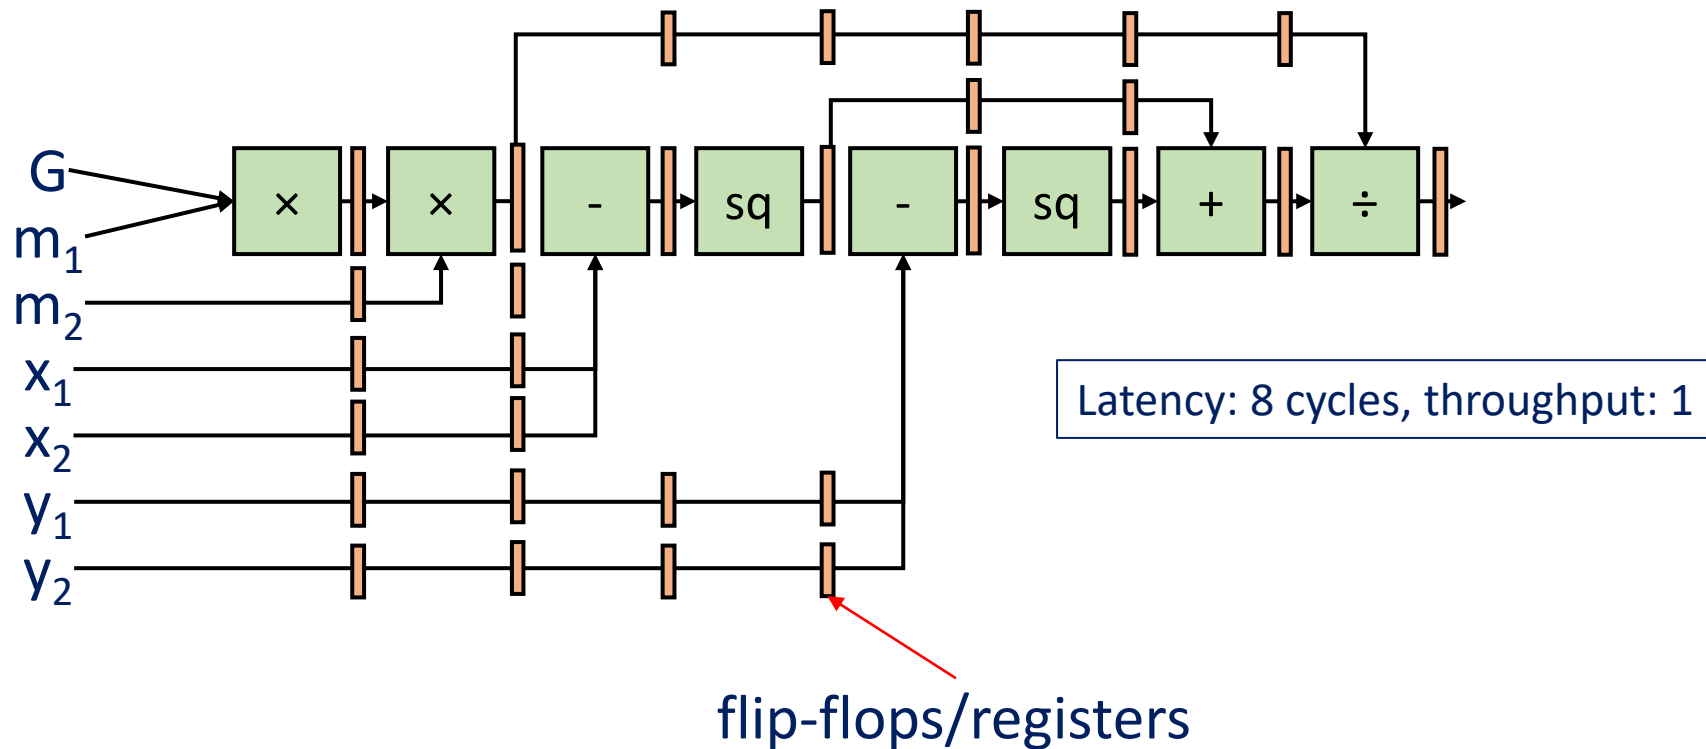 G
m₁
m₂
x₁
x₂
y₁
y₂
× × - sq - sq + ÷
Latency: 8 cycles, throughput: 1
flip-flops/registers